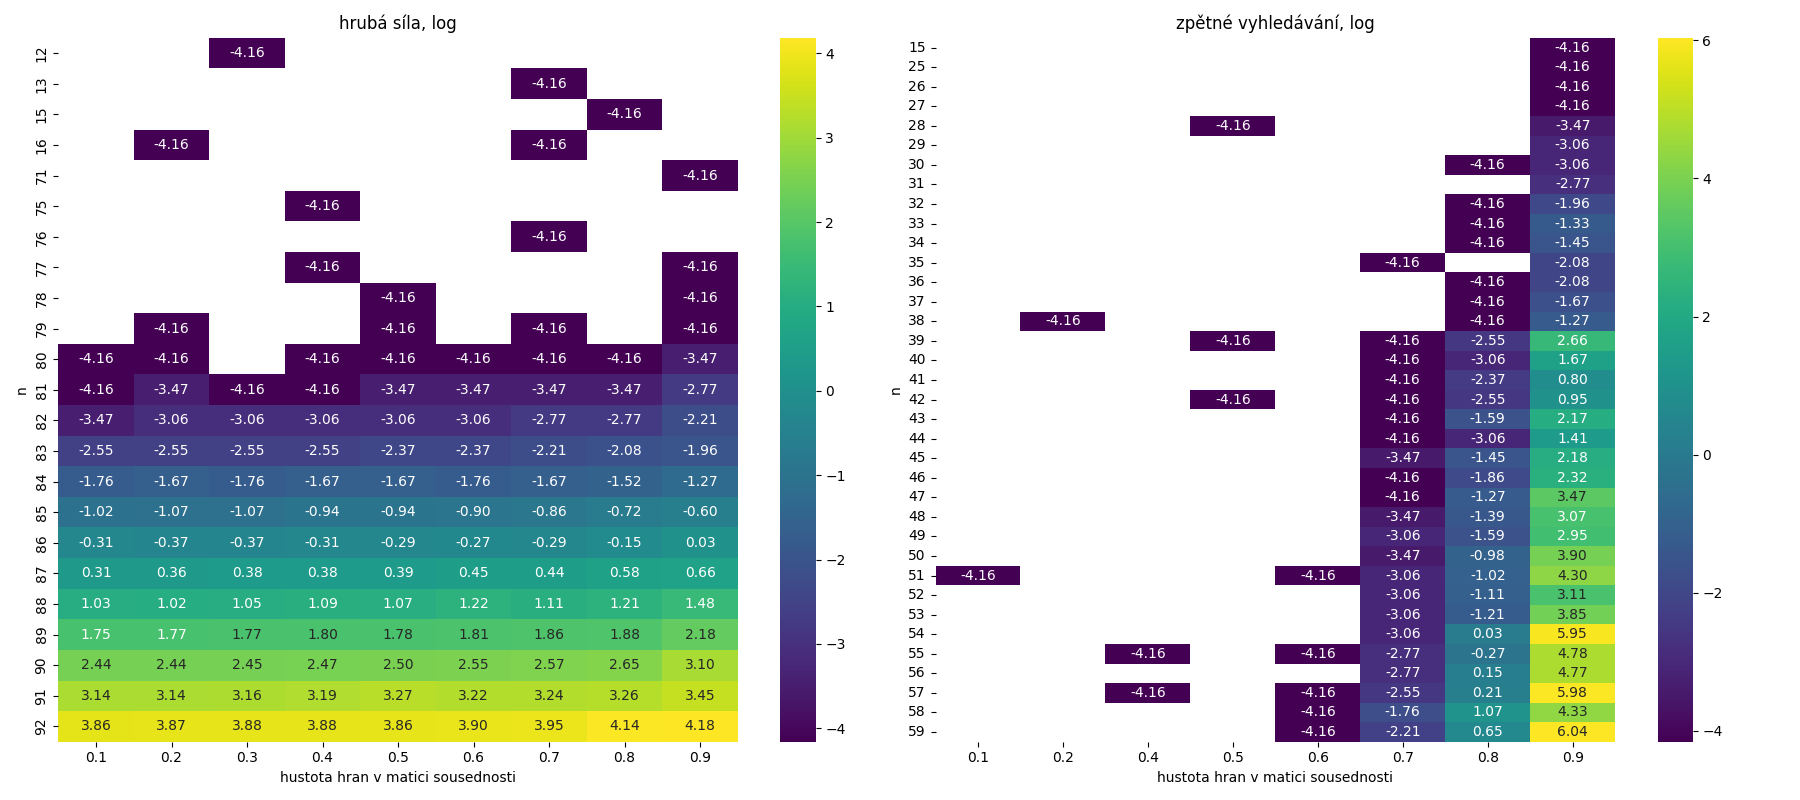 hrubá síla, log
12 -4.16
13 -4.16
15 -4.16
16 -4.16 -4.16
71 -4.16
75 -4.16
76 -4.16
77 -4.16 -4.16
78 -4.16 -4.16
79 -4.16 -4.16 -4.16 -4.16
80 -4.16 -4.16 -4.16 -4.16 -4.16 -4.16 -4.16 -3.47
81 -4.16 -3.47 -4.16 -4.16 -3.47 -3.47 -3.47 -3.47 -2.77
82 -3.47 -3.06 -3.06 -3.06 -3.06 -3.06 -2.77 -2.77 -2.21
83 -2.55 -2.55 -2.55 -2.55 -2.37 -2.37 -2.21 -2.08 -1.96
84 -1.76 -1.67 -1.76 -1.67 -1.67 -1.76 -1.67 -1.52 -1.27
85 -1.02 -1.07 -1.07 -0.94 -0.94 -0.90 -0.86 -0.72 -0.60
86 -0.31 -0.37 -0.37 -0.31 -0.29 -0.27 -0.29 -0.15 0.03
87 0.31 0.36 0.38 0.38 0.39 0.45 0.44 0.58 0.66
88 1.03 1.02 1.05 1.09 1.07 1.22 1.11 1.21 1.48
89 1.75 1.77 1.77 1.80 1.78 1.81 1.86 1.88 2.18
90 2.44 2.44 2.45 2.47 2.50 2.55 2.57 2.65 3.10
91 3.14 3.14 3.16 3.19 3.27 3.22 3.24 3.26 3.45
92 3.86 3.87 3.88 3.88 3.86 3.90 3.95 4.14 4.18
n
0.1 0.2 0.3 0.4 0.5 0.6 0.7 0.8 0.9
hustota hran v matici sousednosti
4
3
2
1
0
−1
−2
−3
−4
zpětné vyhledávání, log
15 -4.16
25 -4.16
26 -4.16
27 -4.16
28 -4.16 -3.47
29 -3.06
30 -4.16 -3.06
31 -2.77
32 -4.16 -1.96
33 -4.16 -1.33
34 -4.16 -1.45
35 -4.16 -2.08
36 -4.16 -2.08
37 -4.16 -1.67
38 -4.16 -4.16 -1.27
39 -4.16 -4.16 -2.55 2.66
40 -4.16 -3.06 1.67
41 -4.16 -2.37 0.80
42 -4.16 -4.16 -2.55 0.95
43 -4.16 -1.59 2.17
44 -4.16 -3.06 1.41
45 -3.47 -1.45 2.18
46 -4.16 -1.86 2.32
47 -4.16 -1.27 3.47
48 -3.47 -1.39 3.07
49 -3.06 -1.59 2.95
50 -3.47 -0.98 3.90
51 -4.16 -4.16 -3.06 -1.02 4.30
52 -3.06 -1.11 3.11
53 -3.06 -1.21 3.85
54 -3.06 0.03 5.95
55 -4.16 -4.16 -2.77 -0.27 4.78
56 -2.77 0.15 4.77
57 -4.16 -4.16 -2.55 0.21 5.98
58 -4.16 -1.76 1.07 4.33
59 -4.16 -2.21 0.65 6.04
n
0.1 0.2 0.4 0.5 0.6 0.7 0.8 0.9
hustota hran v matici sousednosti
6
4
2
0
−2
−4